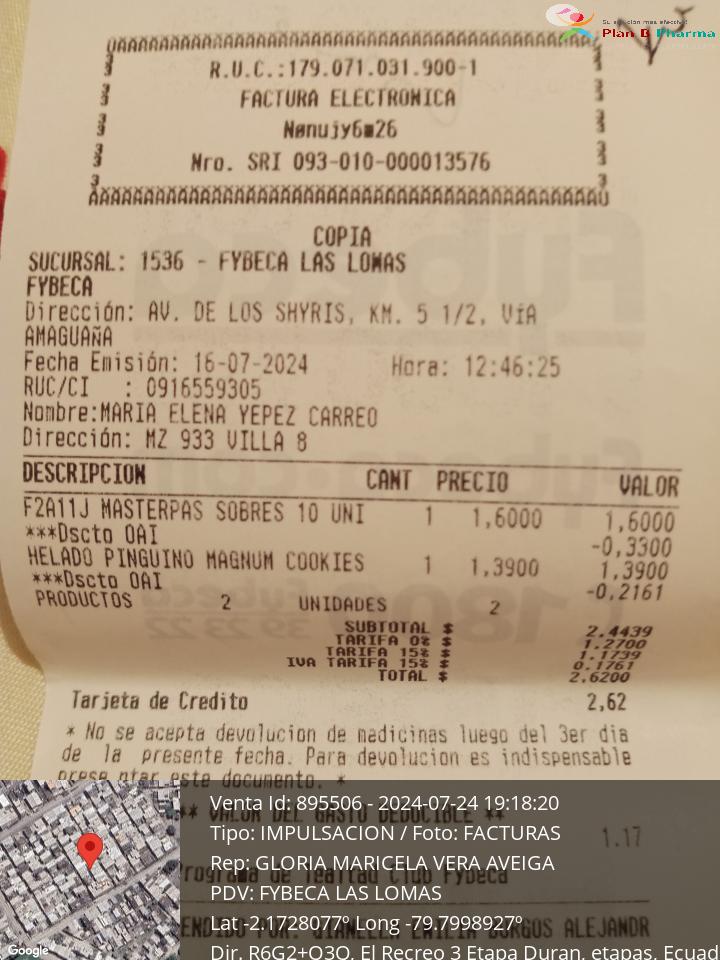 Su solución mas efectiva!
Plan B Pharma
R.U.C.:179.071.031.900-1
FACTURA ELECTRONICA
Nro. SRI 093-010-000013576
COPIA
SUCURSAL: 1536 - FYBECA LAS LOMAS
FYBECA
Dirección: AV. DE LOS SHYRIS, KM. 5 1/2, VíA
AMAGUAñA
Fecha Emisión: 16-07-2024 Hora: 12:46:25
RUC/CI : 0916559305
Nombre:MARIA ELENA YEPEZ CARREO
Dirección: MZ 933 VILLA 8
DESCRIPCION CANT PRECIO VALOR
F2A11J MASTERPAS SOBRES 10 UNI 1 1,6000 1,6000
***Dscto OAI -0,3300
HELADO PINGUINO MAGNUM COOKIES 1 1,3900 1,3900
***Dscto OAI -0,2161
PRODUCTOS 2 UNIDADES 2
SUBTOTAL $ 2.4439
TARIFA 0% $ 1.2700
TARIFA 15% $ 1.1739
IVA TARIFA 15% $ 0.1761
TOTAL $ 2.6200
Tarjeta de Credito 2,62
* No se acepta devolucion de madicinas luego del 3er dia
de la presente fecha. Para devolucion es indispensable
prese ntar este documento. *
** VALOR DEL GASTO DEDUCIBLE **
1.17
Venta Id: 895506 - 2024-07-24 19:18:20
Tipo: IMPULSACION / Foto: FACTURAS
Rep: GLORIA MARICELA VERA AVEIGA
PDV: FYBECA LAS LOMAS
Lat -2.1728077º Long -79.7998927º
Dir. R6G2+Q3Q, El Recreo 3 Etapa Duran, etapas, Ecuad
Google